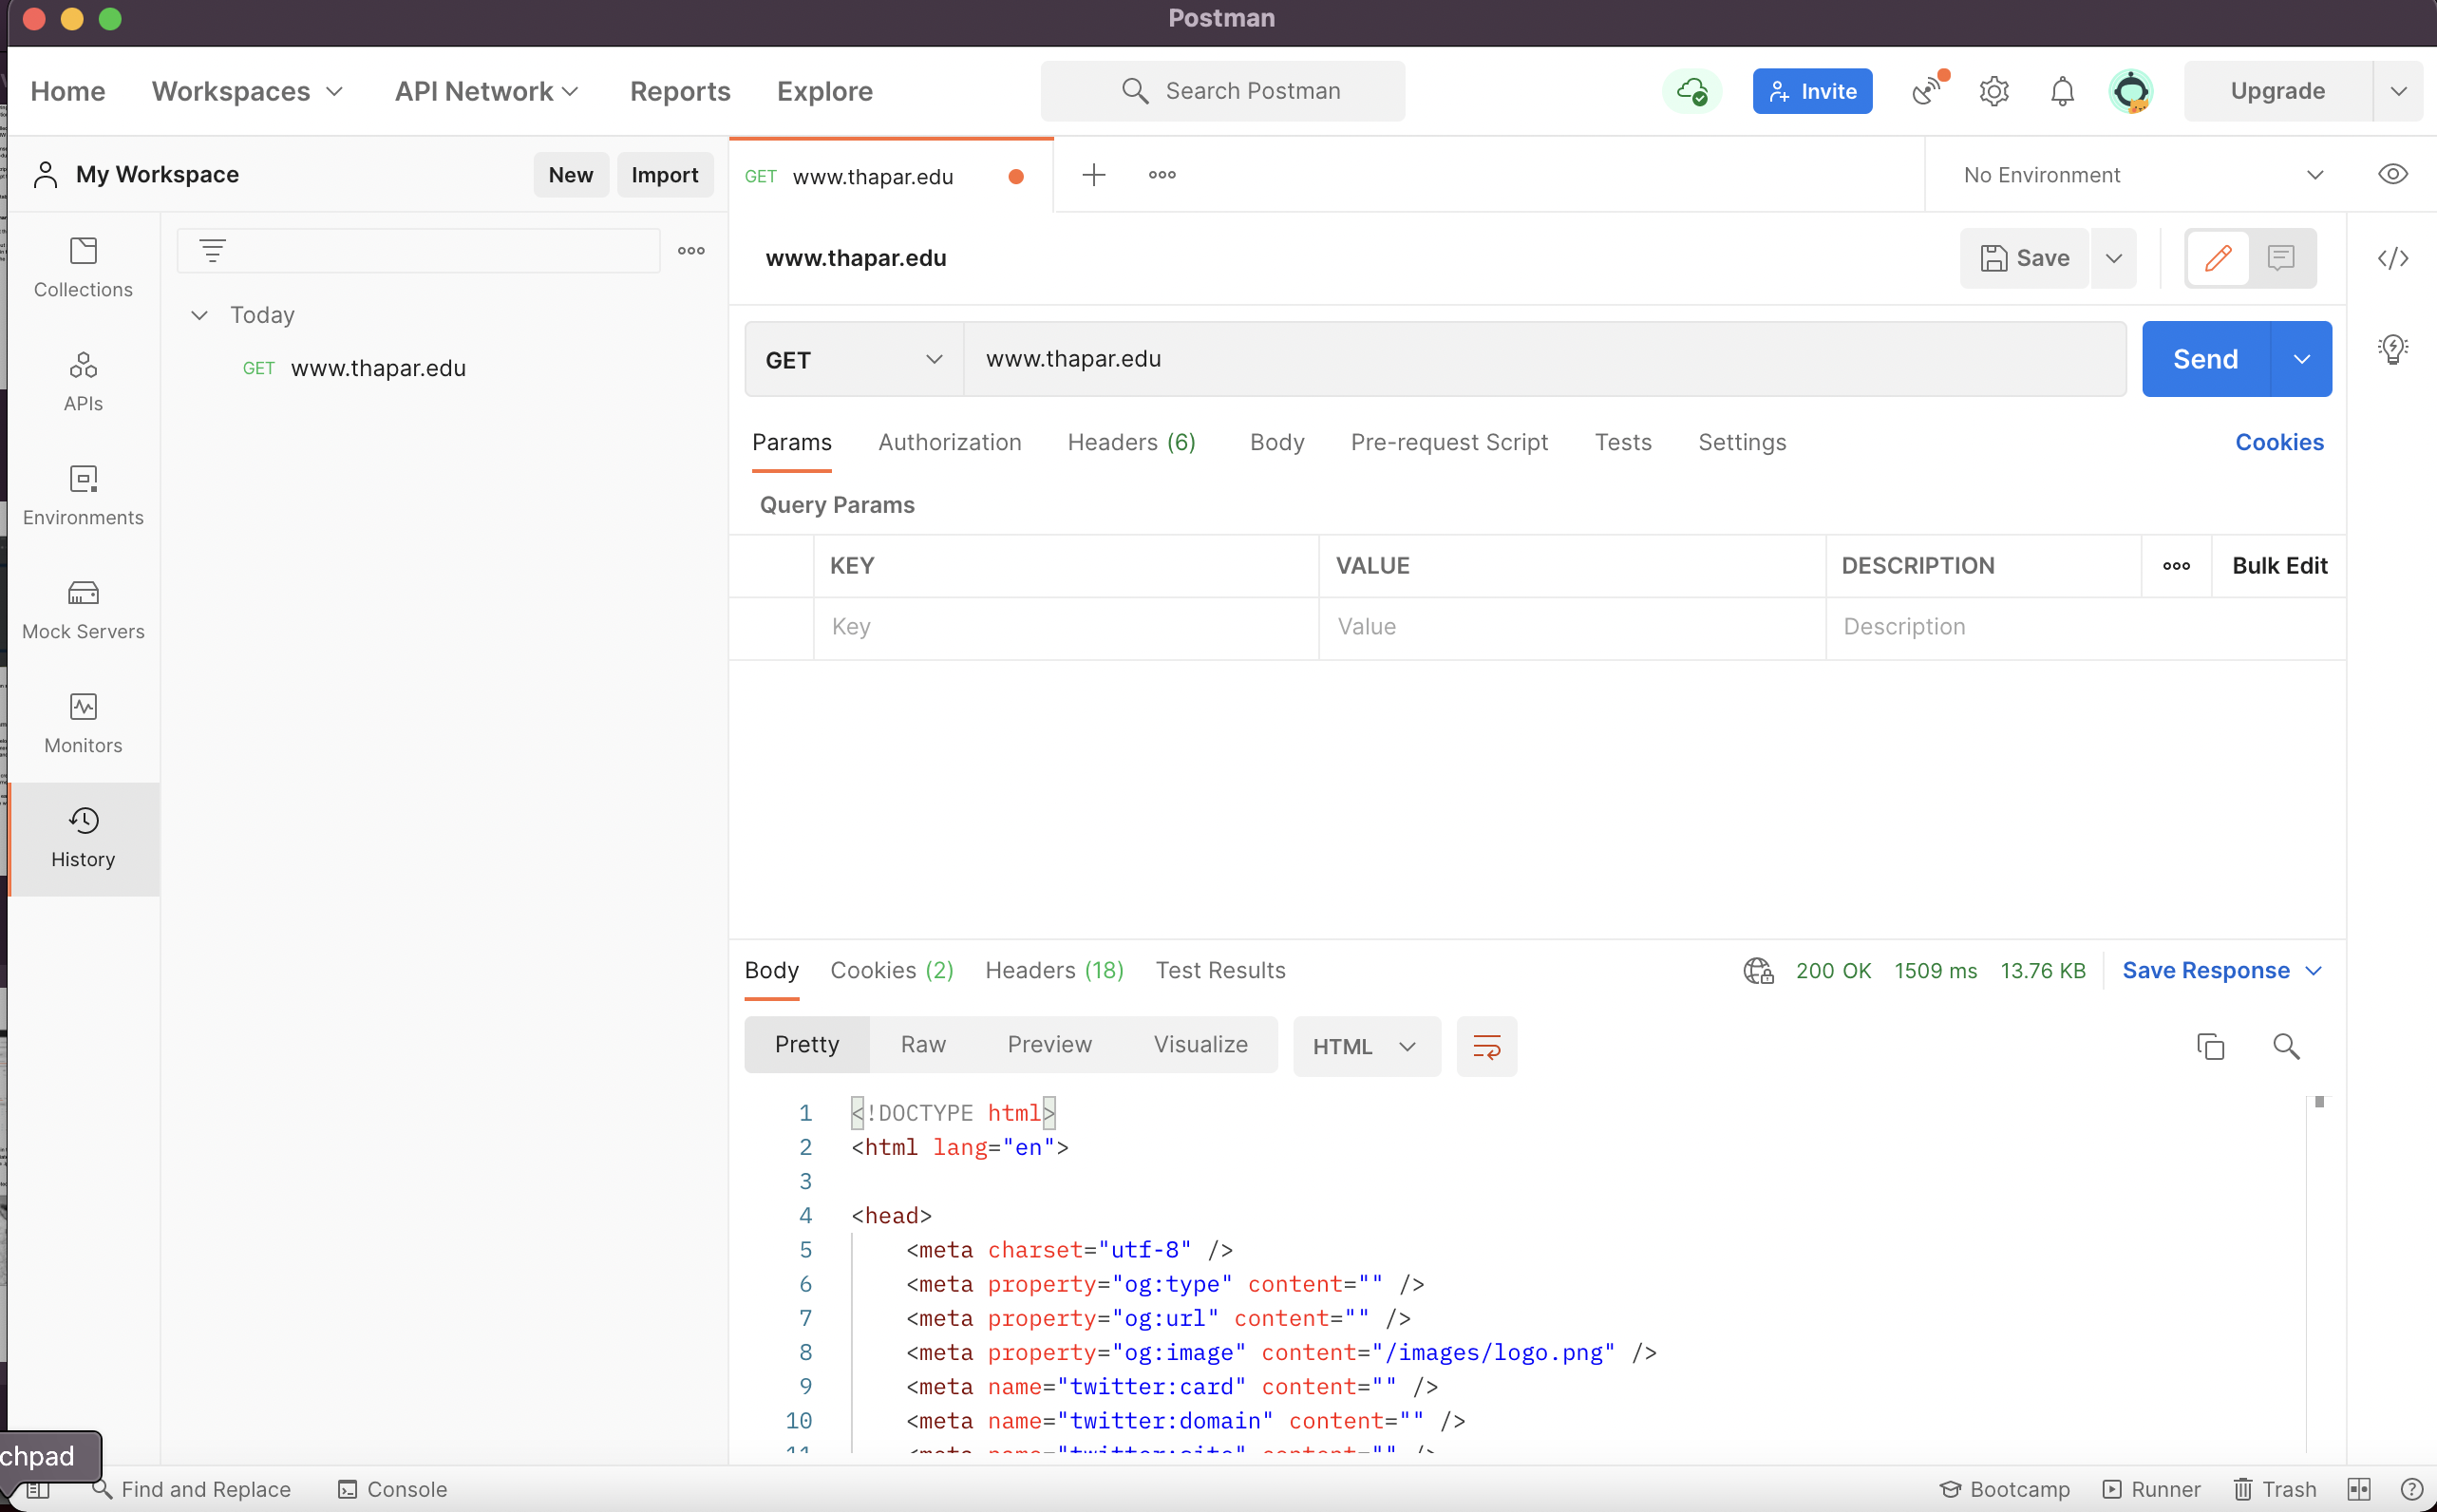 Postman
Home Workspaces API Network Reports Explore Search Postman Invite Upgrade
My Workspace New Import GET www.thapar.edu No Environment
www.thapar.edu Save
Collections
Today
GET www.thapar.edu
GET www.thapar.edu Send
APIs
Params Authorization Headers (6) Body Pre-request Script Tests Settings Cookies
Environments
Query Params
KEY VALUE DESCRIPTION Bulk Edit
Key Value Description
Mock Servers
Monitors
History
Body Cookies (2) Headers (18) Test Results 200 OK 1509 ms 13.76 KB Save Response
Pretty Raw Preview Visualize HTML
1 <!DOCTYPE html>
2 <html lang="en">
3
4 <head>
5 <meta charset="utf-8" />
6 <meta property="og:type" content="" />
7 <meta property="og:url" content="" />
8 <meta property="og:image" content="/images/logo.png" />
9 <meta name="twitter:card" content="" />
10 <meta name="twitter:domain" content="" />
11 <meta name="twitter:site" content="" />
chpad
Find and Replace Console Bootcamp Runner Trash